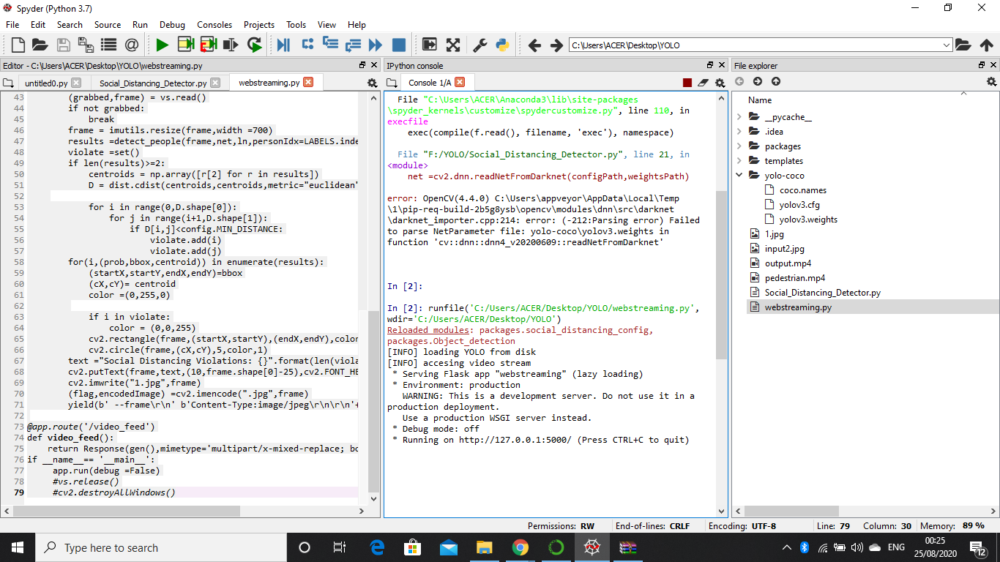 Spyder (Python 3.7)
File Edit Search Source Run Debug Consoles Projects Tools View Help
C:\Users\ACER\Desktop\YOLO
Editor - C:\Users\ACER\Desktop\YOLO\webstreaming.py
untitled0.py Social_Distancing_Detector.py webstreaming.py
43 (grabbed,frame) = vs.read()
44 if not grabbed:
45 break
46 frame = imutils.resize(frame,width =700)
47 results =detect_people(frame,net,ln,personIdx=LABELS.inde
48 violate =set()
49 if len(results)>=2:
50 centroids = np.array([r[2] for r in results])
51 D = dist.cdist(centroids,centroids,metric="euclidean"
52
53 for i in range(0,D.shape[0]):
54 for j in range(i+1,D.shape[1]):
55 if D[i,j]<config.MIN_DISTANCE:
56 violate.add(i)
57 violate.add(j)
58 for(i,(prob,bbox,centroid)) in enumerate(results):
59 (startX,startY,endX,endY)=bbox
60 (cX,cY)= centroid
61 color =(0,255,0)
62
63 if i in violate:
64 color = (0,0,255)
65 cv2.rectangle(frame,(startX,startY),(endX,endY),color
66 cv2.circle(frame,(cX,cY),5,color,1)
67 text ="Social Distancing Violations: {}".format(len(viola
68 cv2.putText(frame,text,(10,frame.shape[0]-25),cv2.FONT_HE
69 cv2.imwrite("1.jpg",frame)
70 (flag,encodedImage) =cv2.imencode(".jpg",frame)
71 yield(b' --frame\r\n' b'Content-Type:image/jpeg\r\n\r\n'+
72
73 @app.route('/video_feed')
74 def video_feed():
75 return Response(gen(),mimetype='multipart/x-mixed-replace; bo
76 if __name__== '__main__':
77 app.run(debug =False)
78 #vs.release()
79 #cv2.destroyAllWindows()
IPython console
Console 1/A
File "C:\Users\ACER\Anaconda3\lib\site-packages
\spyder_kernels\customize\spydercustomize.py", line 110, in
execfile
exec(compile(f.read(), filename, 'exec'), namespace)
File "F:/YOLO/Social_Distancing_Detector.py", line 21, in
<module>
net =cv2.dnn.readNetFromDarknet(configPath,weightsPath)
error: OpenCV(4.4.0) C:\Users\appveyor\AppData\Local\Temp
\1\pip-req-build-2b5g8ysb\opencv\modules\dnn\src\darknet
\darknet_importer.cpp:214: error: (-212:Parsing error) Failed
to parse NetParameter file: yolo-coco\yolov3.weights in
function 'cv::dnn::dnn4_v20200609::readNetFromDarknet'
In [2]:
In [2]: runfile('C:/Users/ACER/Desktop/YOLO/webstreaming.py',
wdir='C:/Users/ACER/Desktop/YOLO')
Reloaded modules: packages.social_distancing_config,
packages.Object_detection
[INFO] loading YOLO from disk
[INFO] accesing video stream
* Serving Flask app "webstreaming" (lazy loading)
* Environment: production
WARNING: This is a development server. Do not use it in a
production deployment.
Use a production WSGI server instead.
* Debug mode: off
* Running on http://127.0.0.1:5000/ (Press CTRL+C to quit)
File explorer
Name
__pycache__
.idea
packages
templates
yolo-coco
coco.names
yolov3.cfg
yolov3.weights
1.jpg
input2.jpg
output.mp4
pedestrian.mp4
Social_Distancing_Detector.py
webstreaming.py
Permissions: RW End-of-lines: CRLF Encoding: UTF-8 Line: 79 Column: 30 Memory: 89 %
Type here to search
ENG
00:25
25/08/2020
12